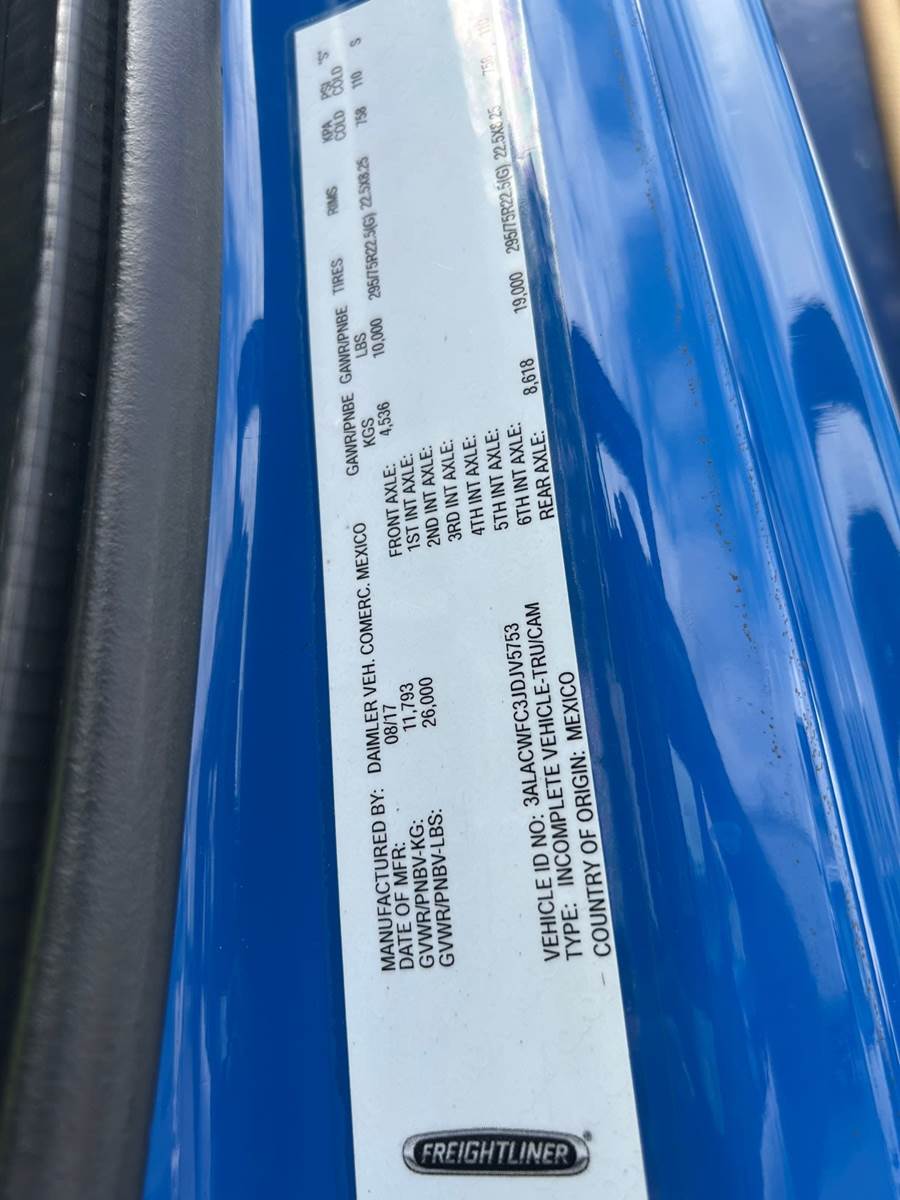 FREIGHTLINER®
MANUFACTURED BY: DAIMLER VEH. COMERC. MEXICO
DATE OF MFR: 08/17
GVWR/PNBV-KG: 11,793
GVWR/PNBV-LBS: 26,000
VEHICLE ID NO: 3ALACWFC3JDJV5753
TYPE: INCOMPLETE VEHICLE-TRU/CAM
COUNTRY OF ORIGIN: MEXICO
GAWR/PNBE GAWR/PNBE TIRES RIMS KPA PSI "S"
KGS LBS COLD COLD
FRONT AXLE: 4,536 10,000 295/75R22.5(G) 22.5X8.25 758 110 S
1ST INT AXLE:
2ND INT AXLE:
3RD INT AXLE:
4TH INT AXLE:
5TH INT AXLE:
6TH INT AXLE:
REAR AXLE: 8,618 19,000 295/75R22.5(G) 22.5X8.25 758 110